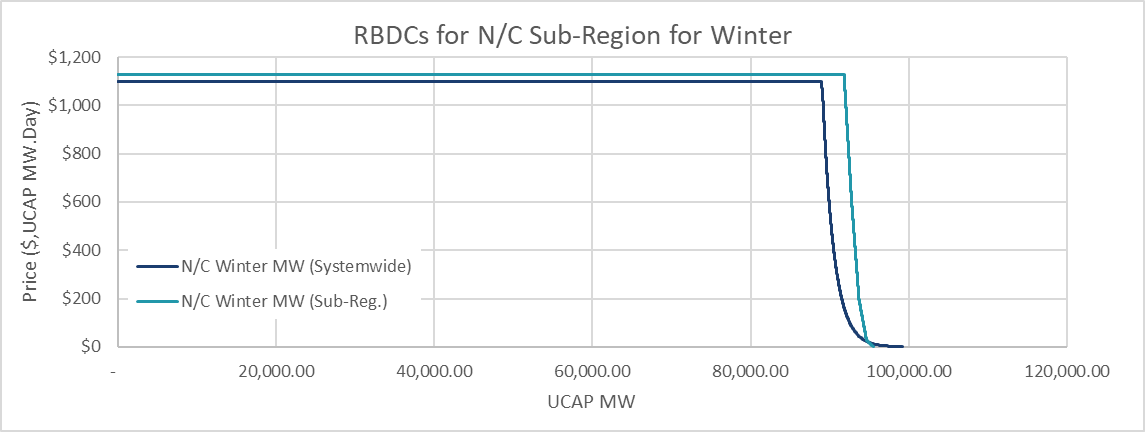 RBDCs for N/C Sub-Region for Winter
$1,200
$1,000
$800
$600
$400
$200
$0
Price ($,UCAP MW.Day)
N/C Winter MW (Systemwide)
N/C Winter MW (Sub-Reg.)
- 20,000.00 40,000.00 60,000.00 80,000.00 100,000.00 120,000.00
UCAP MW